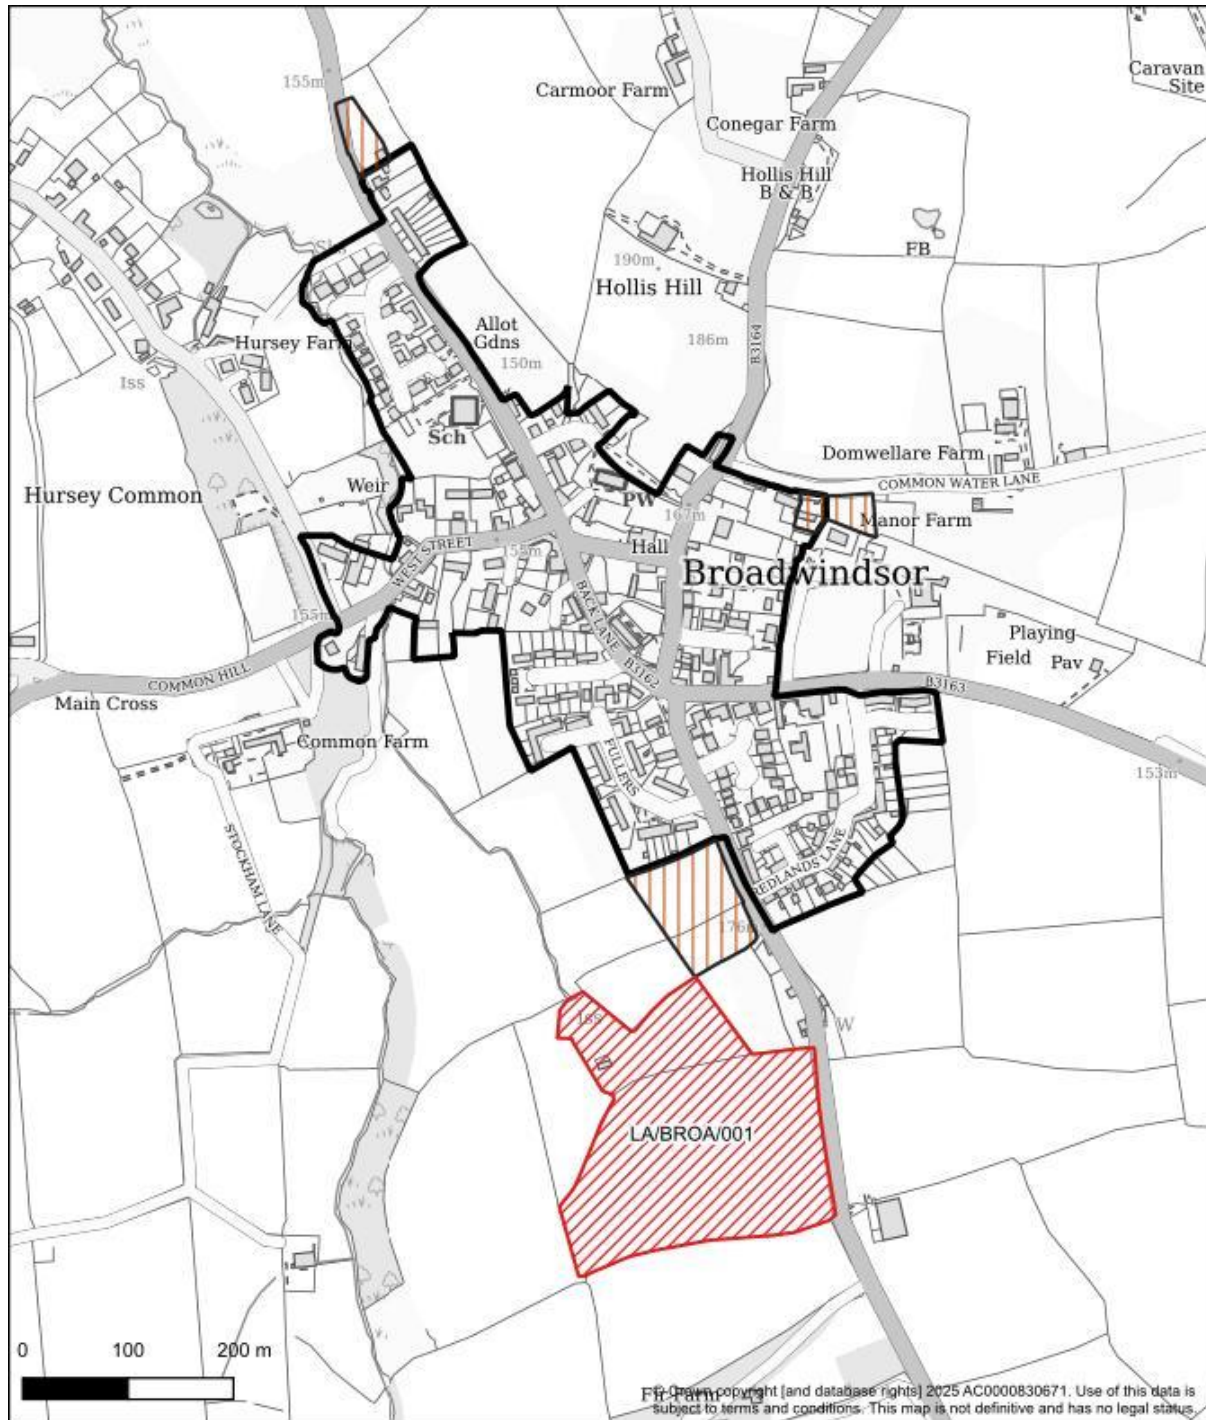 155m
Carmoor Farm
Caravan
Site
Conegar Farm
Hollis Hill
B & B
FB
190m
Hollis Hill
Allot
Gdns
150m
186m
B3164
Hursey Farm
Iss
Sch
Weir
Hursey Common
PW
Domwellare Farm
COMMON WATER LANE
167m
Manor Farm
WEST STREET
155m
Hall
Broadwindsor
BACK LANE
155m
B3162
Playing
Field
Pav
COMMON HILL
B3163
Main Cross
Common Farm
FULLERS
153m
STOCKHAM LANE
REDLANDS LANE
176m
Iss
W
LA/BROA/001
0 100 200 m
Fir Farm
© Crown copyright [and database rights] 2025 AC0000830671. Use of this data is
subject to terms and conditions. This map is not definitive and has no legal status.